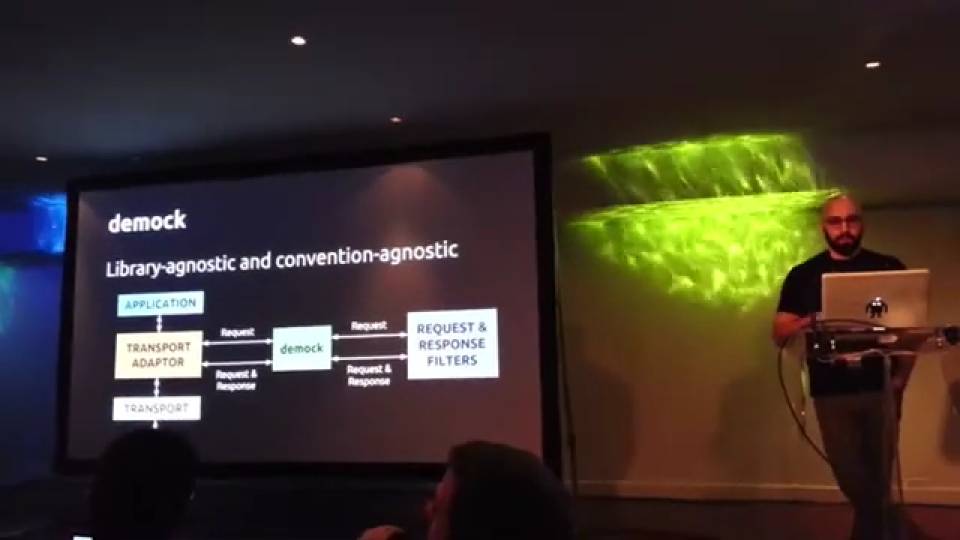 demock
Library-agnostic and convention-agnostic
APPLICATION
TRANSPORT
ADAPTOR
TRANSPORT
Request
Request &
Response
demock
Request
Request &
Response
REQUEST &
RESPONSE
FILTERS